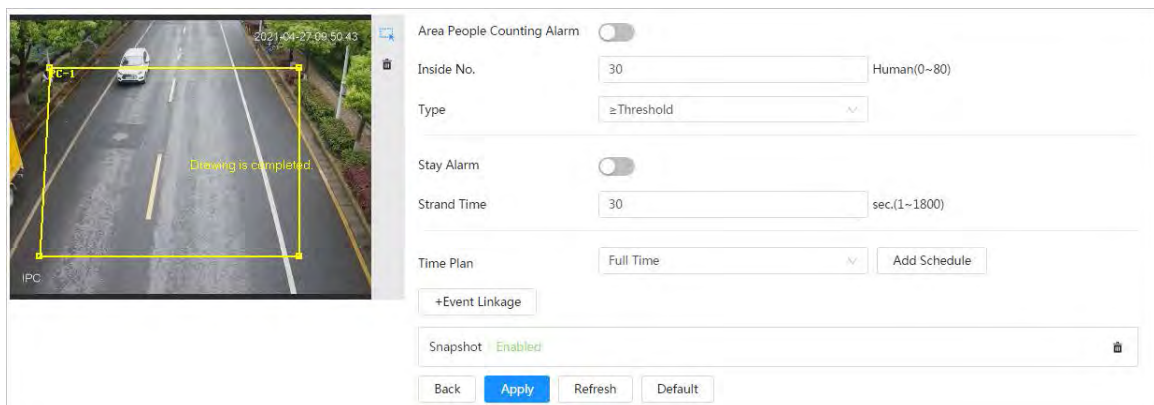 2021-04-27 09:50:43
PC-1
Drawing is completed.
IPC
Area People Counting Alarm
Inside No. 30 Human(0~80)
Type ≥Threshold
Stay Alarm
Strand Time 30 sec.(1~1800)
Time Plan Full Time Add Schedule
+Event Linkage
Snapshot Enabled
Back Apply Refresh Default